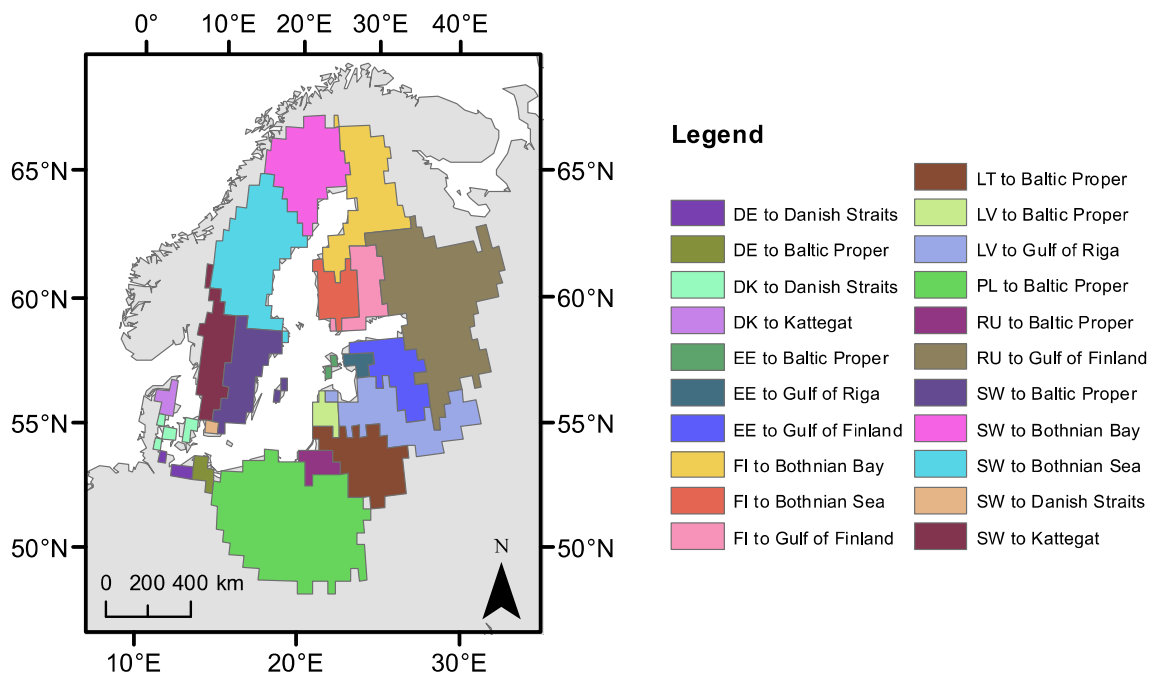 0° 10°E 20°E 30°E 40°E
65°N 65°N
60°N 60°N
55°N 55°N
50°N 50°N
N
0 200 400 km
10°E 20°E 30°E
Legend
DE to Danish Straits
DE to Baltic Proper
DK to Danish Straits
DK to Kattegat
EE to Baltic Proper
EE to Gulf of Riga
EE to Gulf of Finland
FI to Bothnian Bay
FI to Bothnian Sea
FI to Gulf of Finland
LT to Baltic Proper
LV to Baltic Proper
LV to Gulf of Riga
PL to Baltic Proper
RU to Baltic Proper
RU to Gulf of Finland
SW to Baltic Proper
SW to Bothnian Bay
SW to Bothnian Sea
SW to Danish Straits
SW to Kattegat